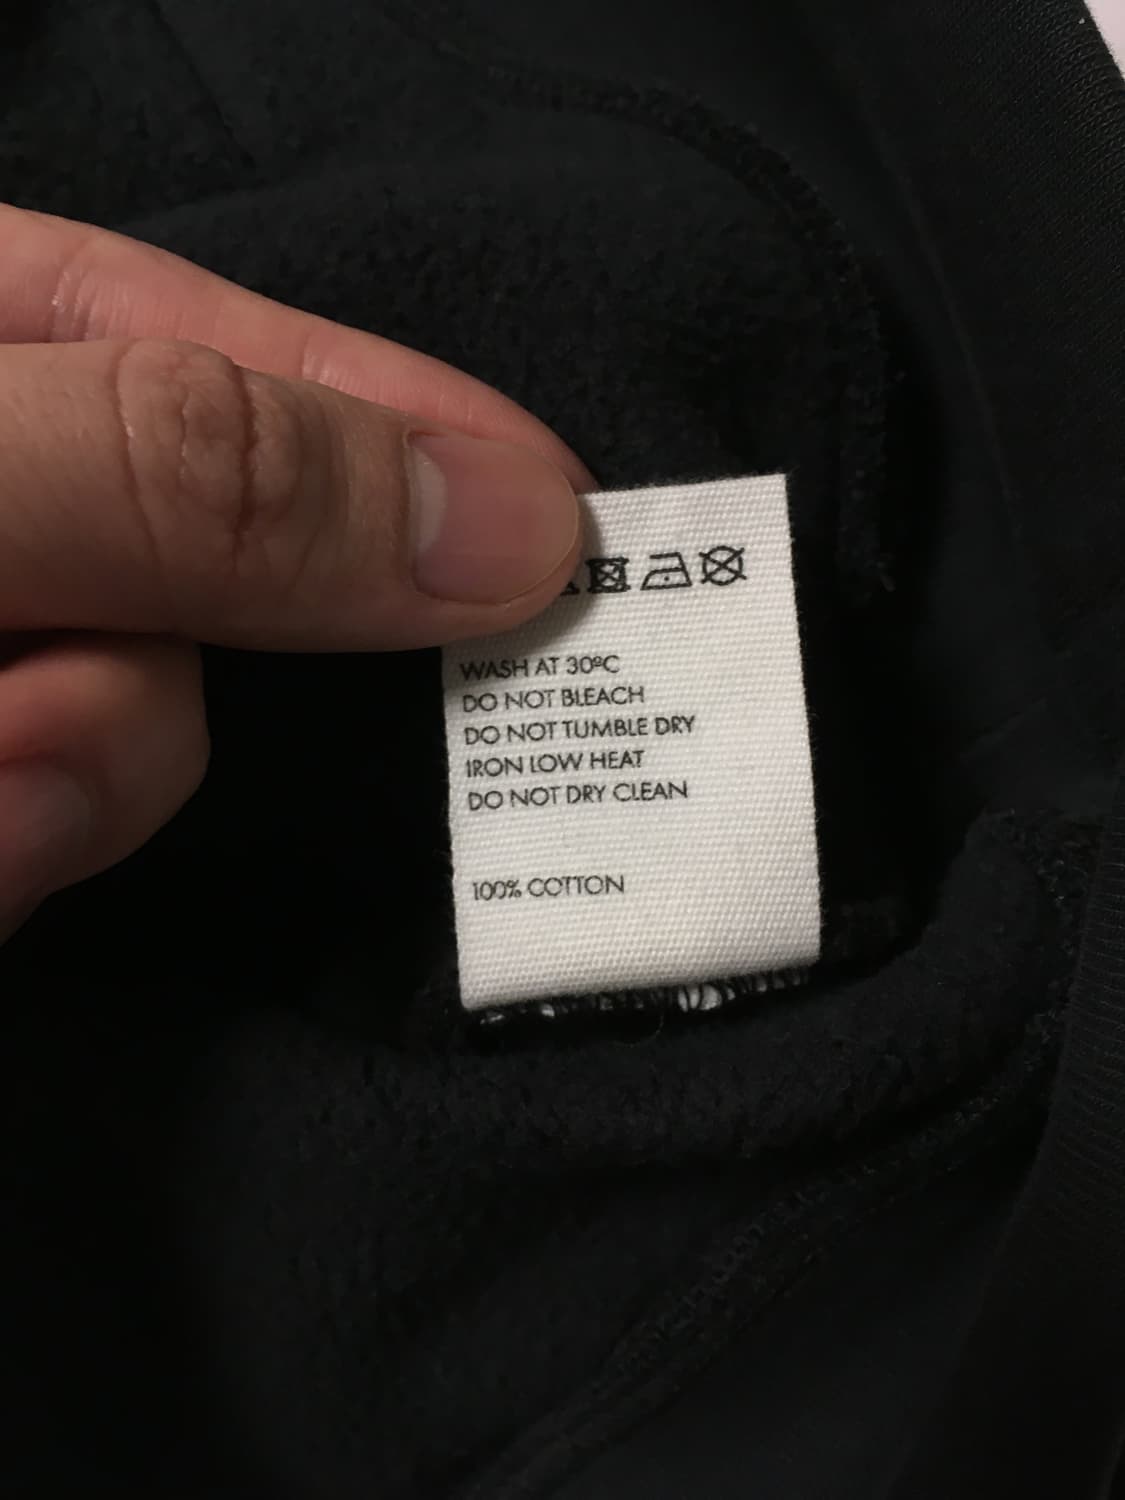 WASH AT 30ºC
DO NOT BLEACH
DO NOT TUMBLE DRY
IRON LOW HEAT
DO NOT DRY CLEAN
100% COTTON